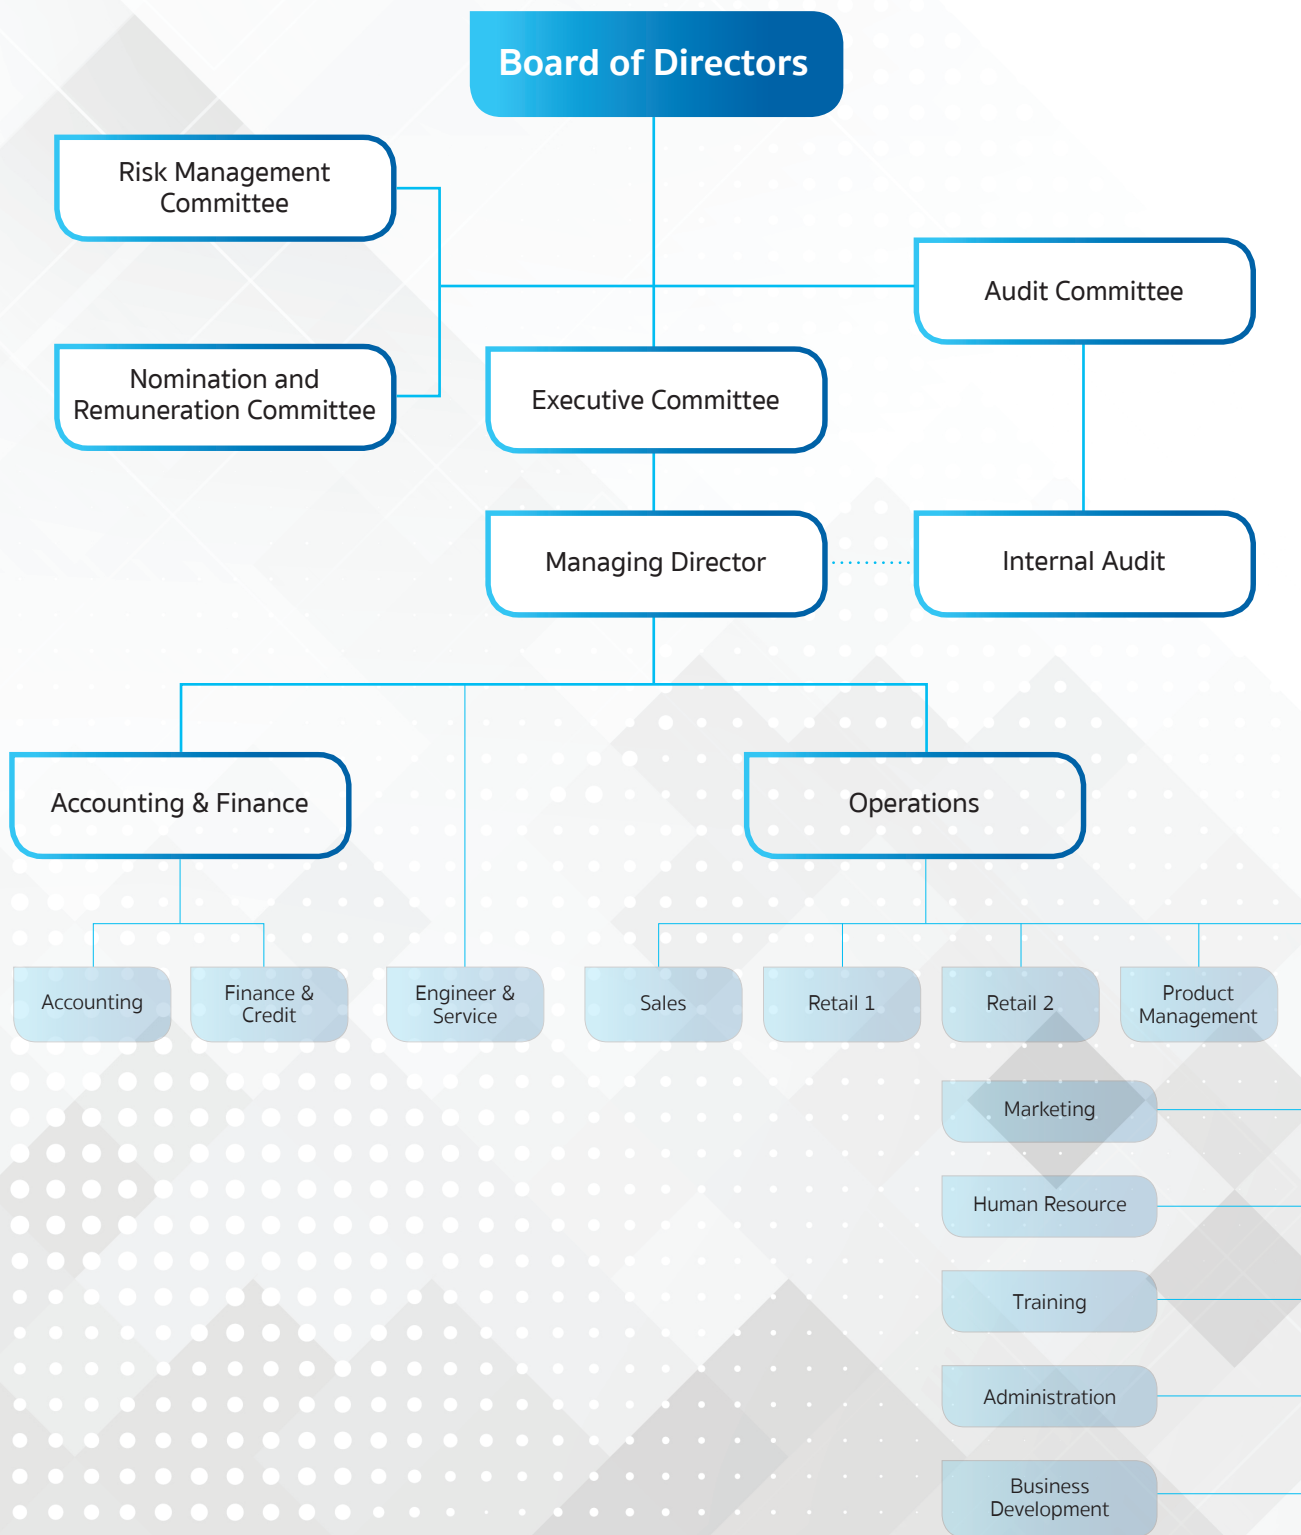 Board of Directors
Risk Management
Committee
Audit Committee
Nomination and
Remuneration Committee
Executive Committee
Managing Director
Internal Audit
Accounting & Finance
Operations
Accounting
Finance &
Credit
Engineer &
Service
Sales
Retail 1
Retail 2
Product
Management
Marketing
Human Resource
Training
Administration
Business
Development